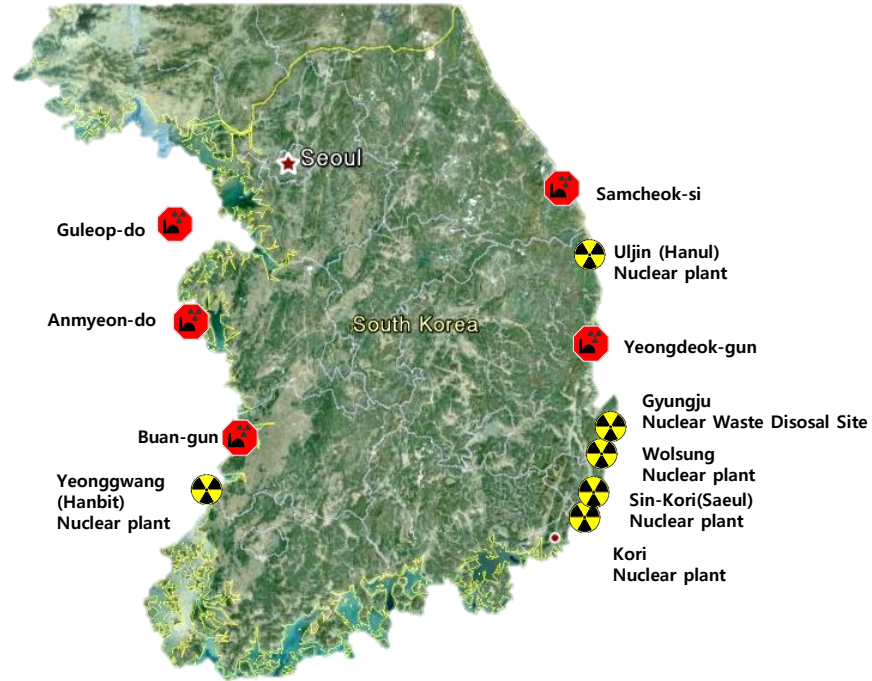 Seoul
Samcheok-si
Guleop-do
Uljin (Hanul)
Nuclear plant
Anmyeon-do
South Korea
Yeongdeok-gun
Gyungju
Nuclear Waste Disosal Site
Buan-gun
Wolsung
Nuclear plant
Yeonggwang
(Hanbit)
Nuclear plant
Sin-Kori(Saeul)
Nuclear plant
Kori
Nuclear plant